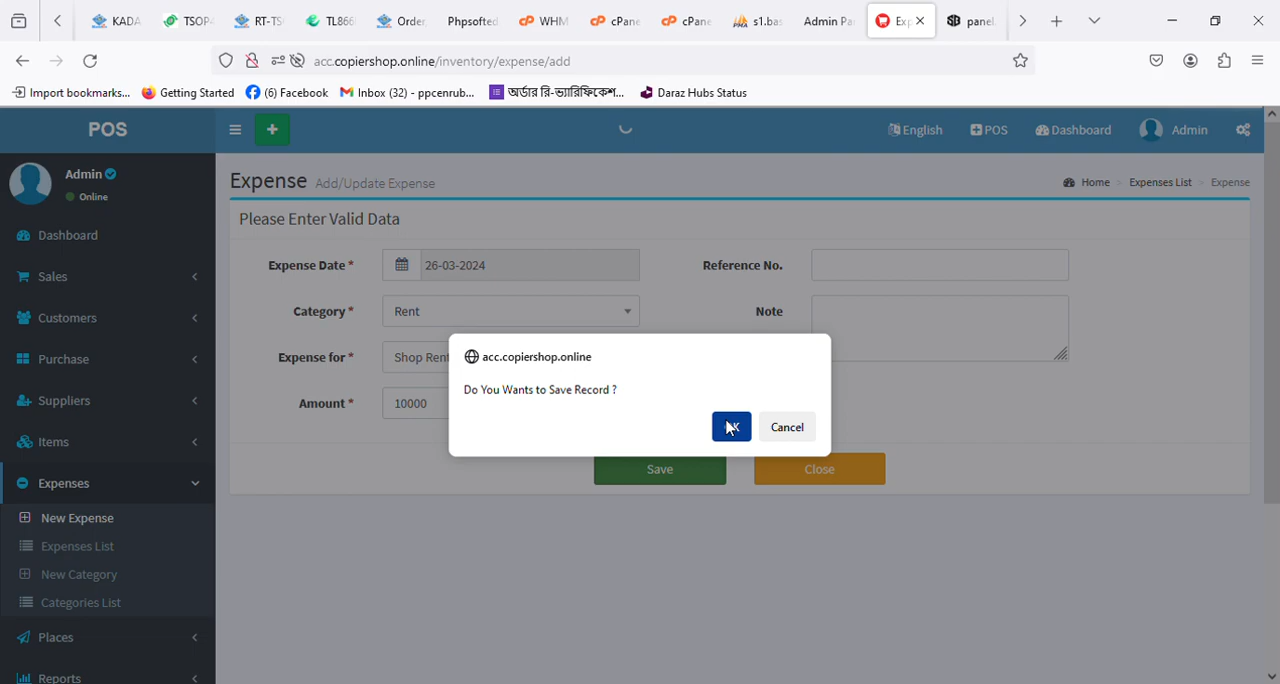 KADA
TSOP
RT-TS
TL866
Order
Phpsofted
WHM
cPane
cPane
s1.bas
Admin Pa
Exp
panel
acc.copiershop.online/inventory/expense/add
Import bookmarks...
Getting Started
(6) Facebook
Inbox (32) - ppcenrub...
অর্ডার রি-ভ্যারিফিকেশ...
Daraz Hubs Status
POS
English
POS
Dashboard
Admin
Admin
Online
Expense Add/Update Expense
Home > Expenses List > Expense
Please Enter Valid Data
Dashboard
Sales
Customers
Purchase
Suppliers
Items
Expenses
New Expense
Expenses List
New Category
Categories List
Places
Reports
Expense Date *
26-03-2024
Reference No.
Category *
Rent
Note
Expense for *
Shop Rent
Amount *
10000
acc.copiershop.online
Do You Wants to Save Record ?
Cancel
Save
Close